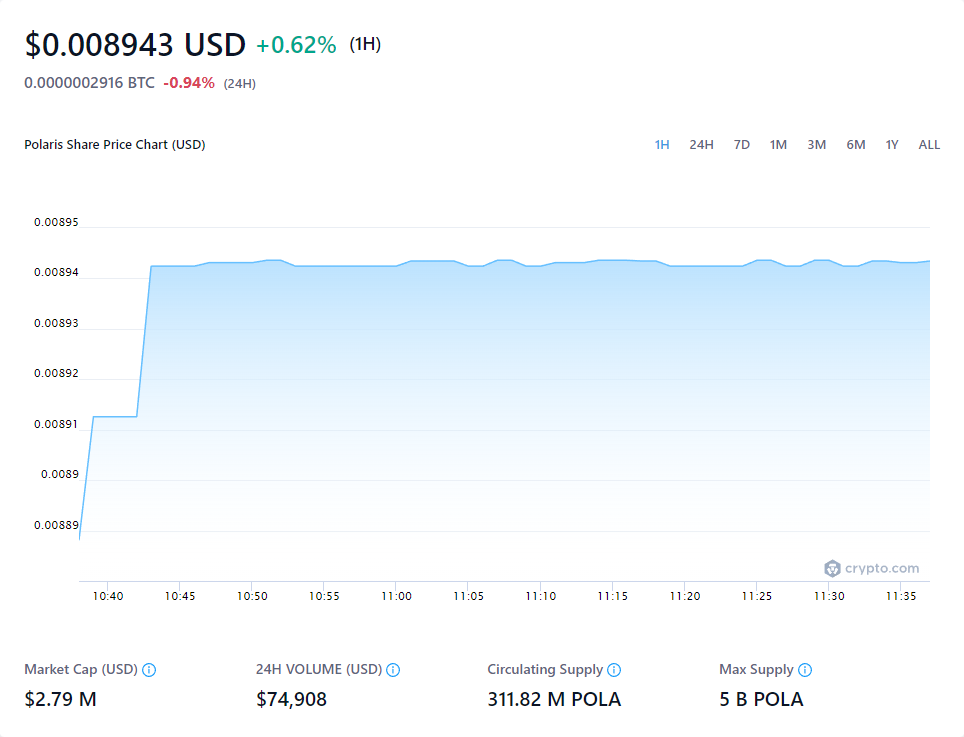 $0.008943 USD +0.62% (1H)
0.0000002916 BTC -0.94% (24H)
Polaris Share Price Chart (USD)
1H 24H 7D 1M 3M 6M 1Y ALL
0.00895
0.00894
0.00893
0.00892
0.00891
0.0089
0.00889
crypto.com
10:40 10:45 10:50 10:55 11:00 11:05 11:10 11:15 11:20 11:25 11:30 11:35
Market Cap (USD) 24H VOLUME (USD) Circulating Supply Max Supply
$2.79 M $74,908 311.82 M POLA 5 B POLA